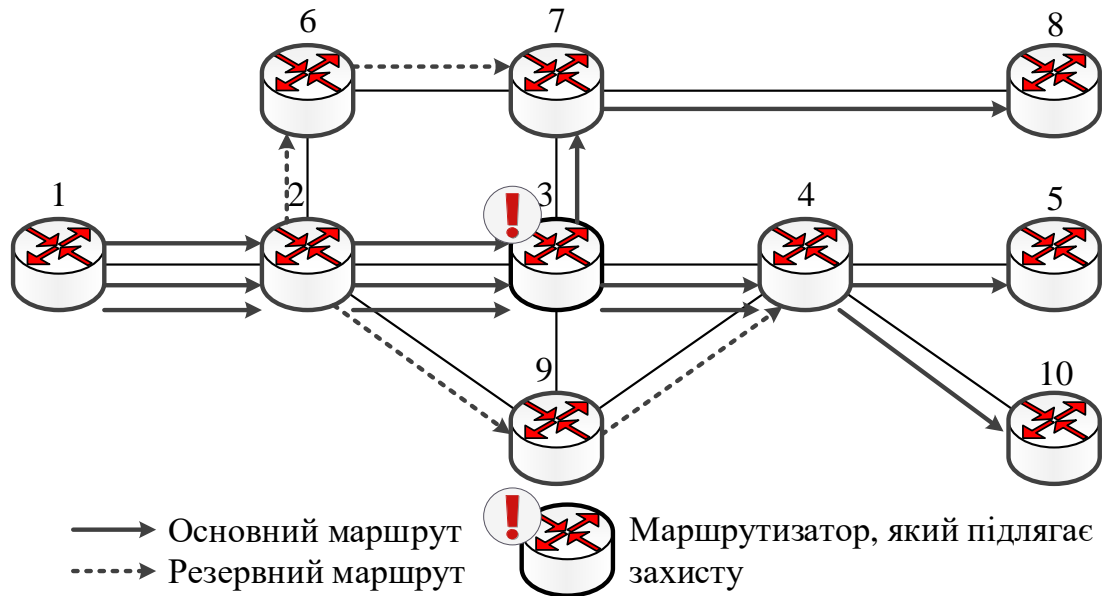 6 7 8
1 2 3 4 5
9 10
Основний маршрут
Резервний маршрут
Маршрутизатор, який підлягає
захисту